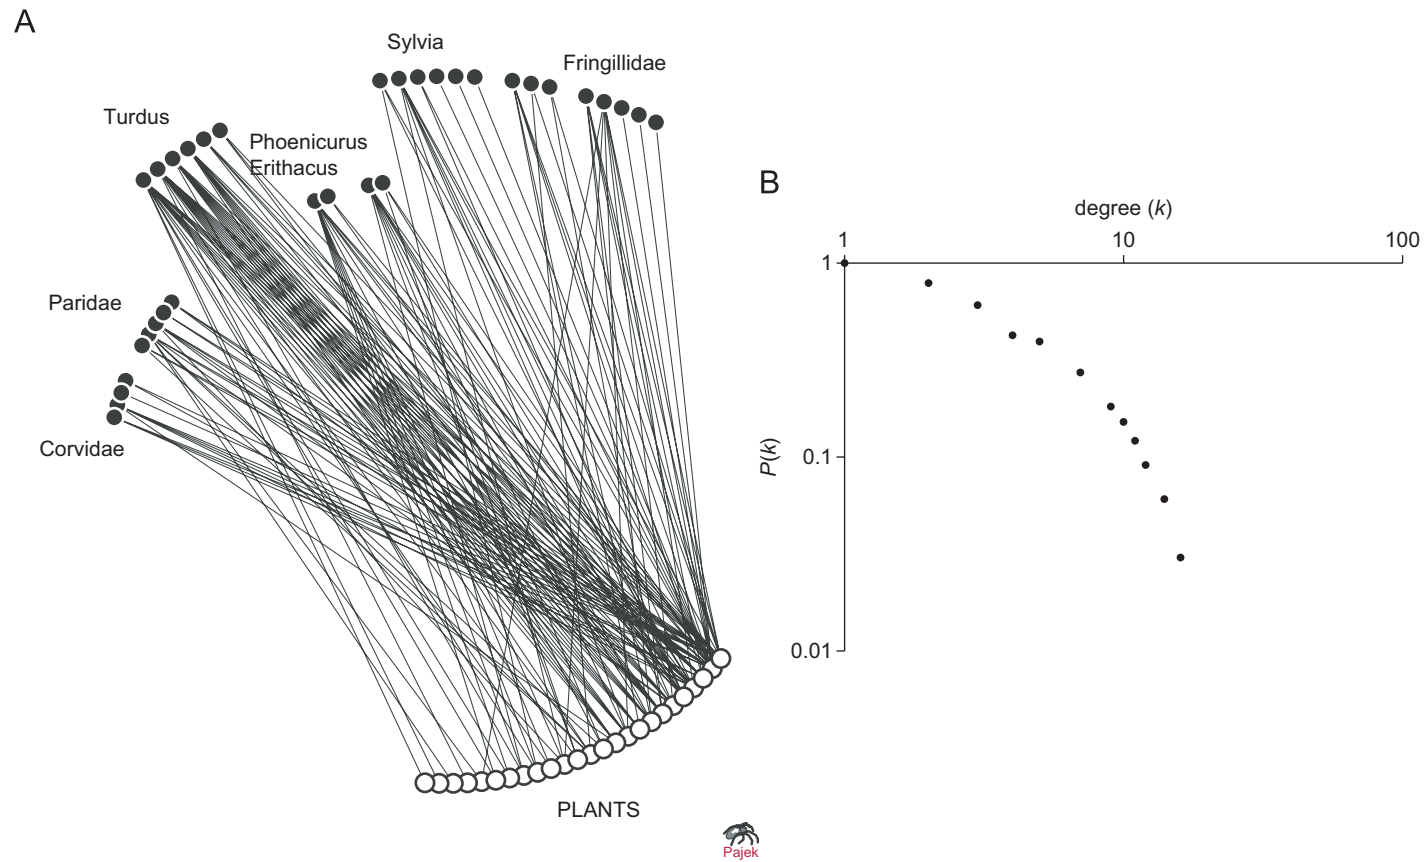 A
Sylvia
Fringillidae
Turdus
Phoenicurus
Erithacus
Paridae
Corvidae
PLANTS
Pajek
B
degree (k)
1 10 100
1
0.1
0.01
P(k)